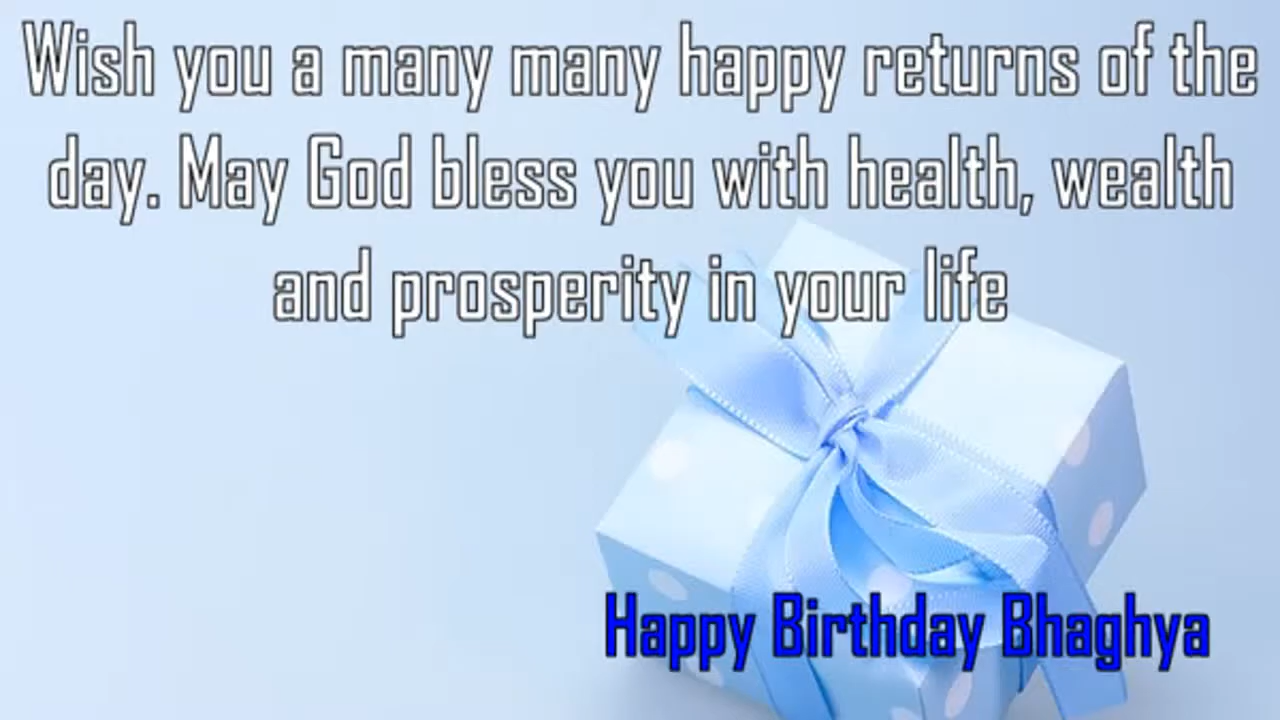 Wish you a many many happy returns of the
day. May God bless you with health, wealth
and prosperity in your life
Happy Birthday Bhaghya